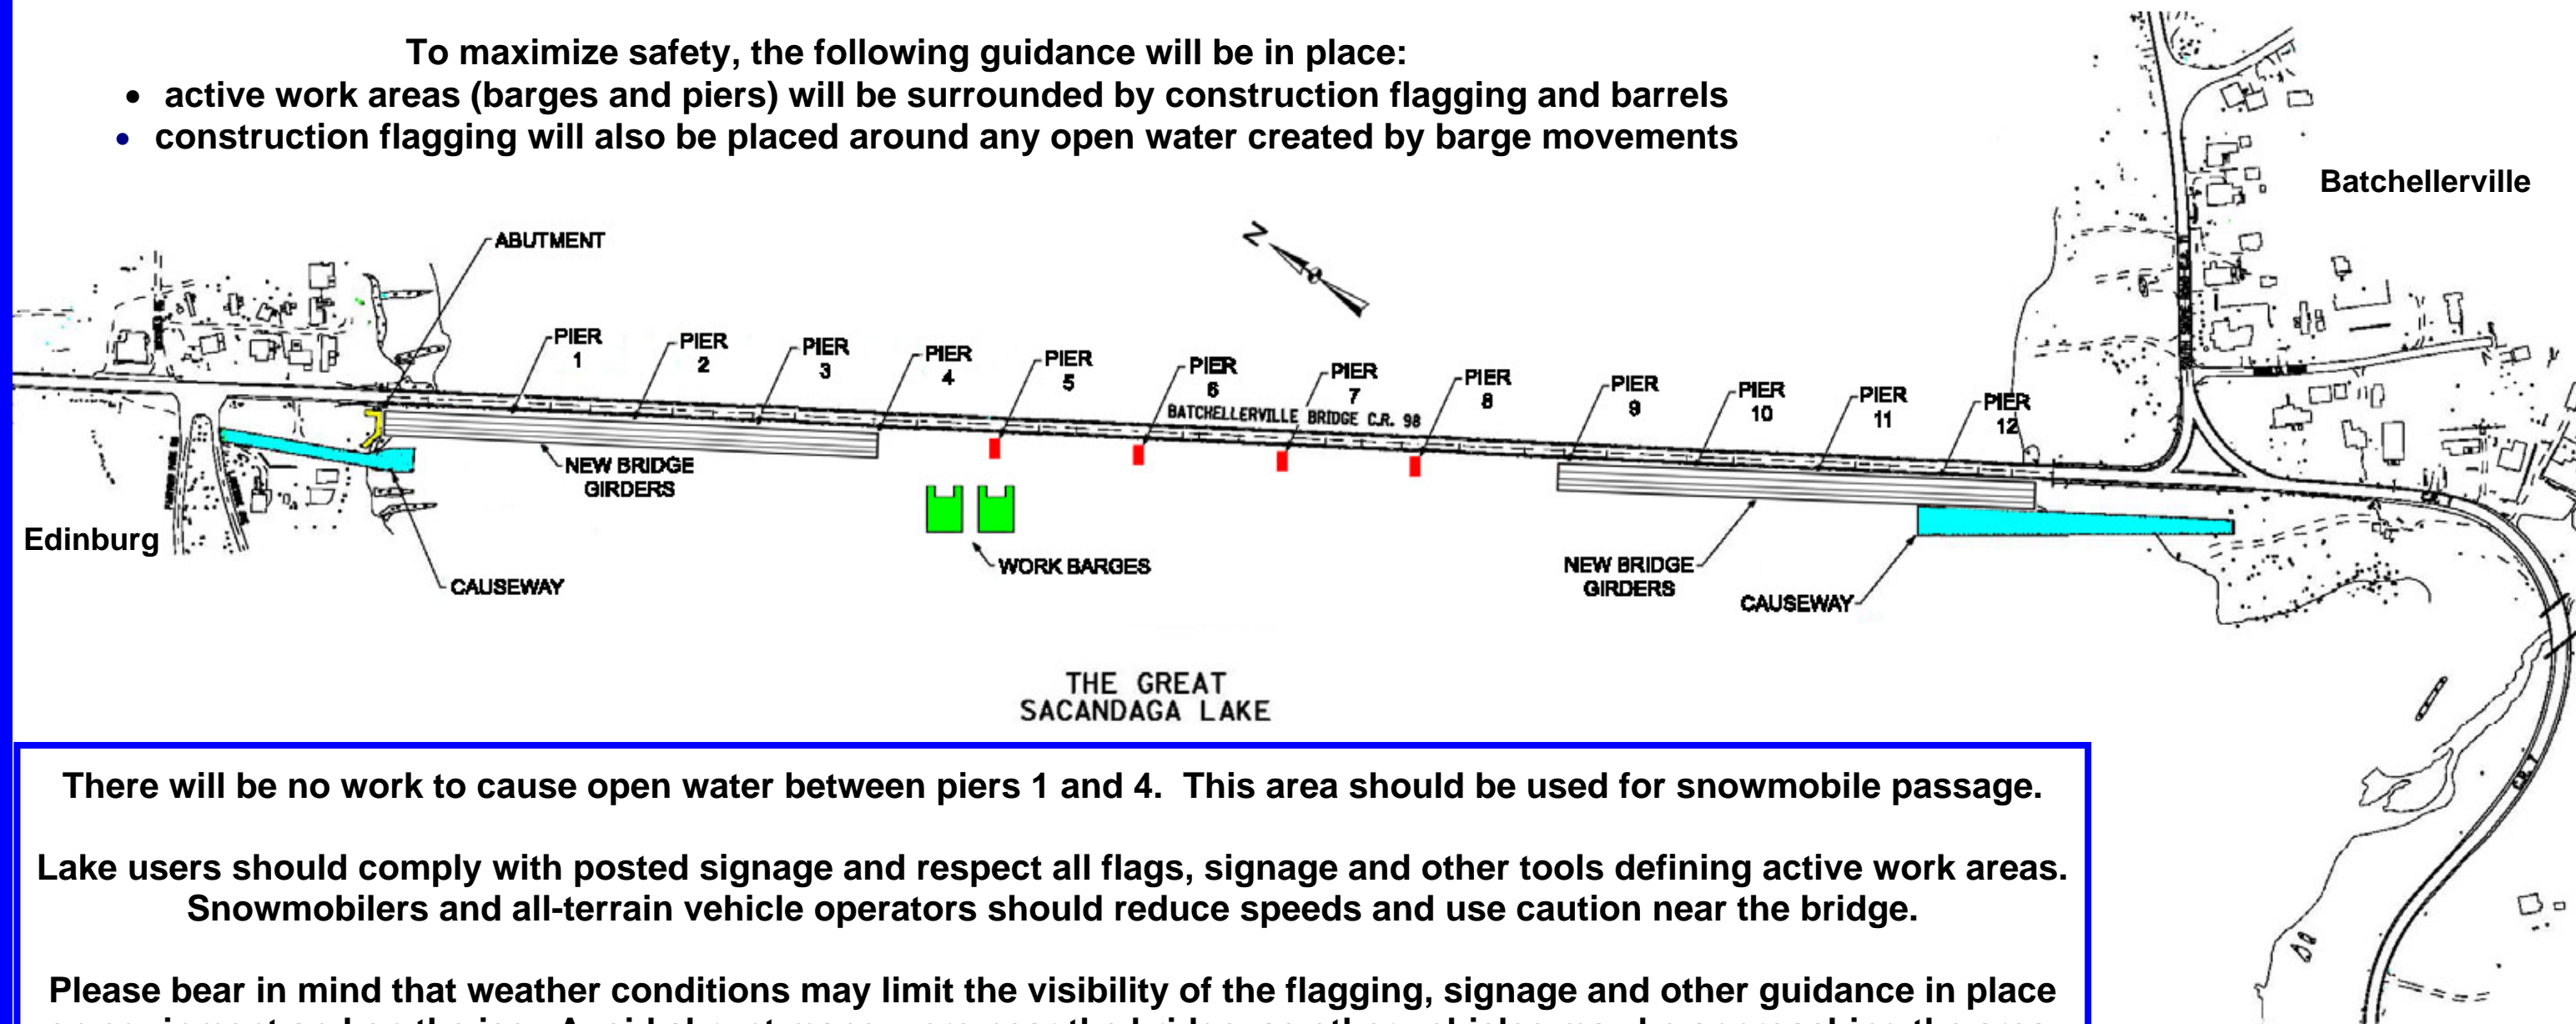 To maximize safety, the following guidance will be in place:
• active work areas (barges and piers) will be surrounded by construction flagging and barrels
• construction flagging will also be placed around any open water created by barge movements
Batchellerville
N
ABUTMENT
PIER
1
PIER
2
PIER
3
PIER
4
PIER
5
PIER
6
PIER
7
PIER
8
PIER
9
PIER
10
PIER
11
PIER
12
BATCHELLERVILLE BRIDGE C.R. 98
NEW BRIDGE
GIRDERS
Edinburg
CAUSEWAY
WORK BARGES
NEW BRIDGE
GIRDERS
CAUSEWAY
THE GREAT
SACANDAGA LAKE
C.R. 7
There will be no work to cause open water between piers 1 and 4. This area should be used for snowmobile passage.
Lake users should comply with posted signage and respect all flags, signage and other tools defining active work areas.
Snowmobilers and all-terrain vehicle operators should reduce speeds and use caution near the bridge.
Please bear in mind that weather conditions may limit the visibility of the flagging, signage and other guidance in place